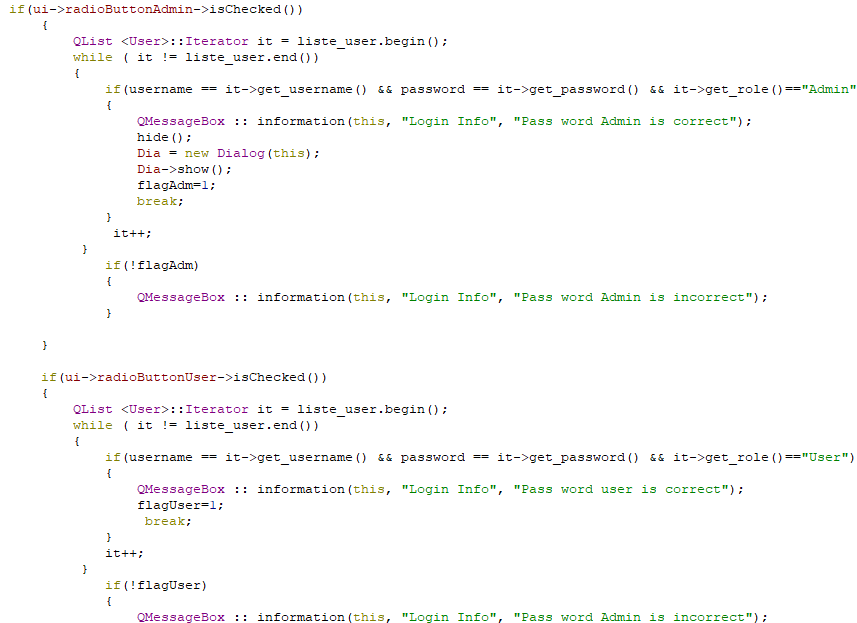 if(ui->radioButtonAdmin->isChecked())
    {
        QList <User>::Iterator it = liste_user.begin();
        while ( it != liste_user.end())
        {
            if(username == it->get_username() && password == it->get_password() && it->get_role()=="Admin"
            {
                QMessageBox :: information(this, "Login Info", "Pass word Admin is correct");
                hide();
                Dia = new Dialog(this);
                Dia->show();
                flagAdm=1;
                break;
            }
             it++;
         }
            if(!flagAdm)
            {
                QMessageBox :: information(this, "Login Info", "Pass word Admin is incorrect");
            }
    }
    if(ui->radioButtonUser->isChecked())
    {
        QList <User>::Iterator it = liste_user.begin();
        while ( it != liste_user.end())
        {
            if(username == it->get_username() && password == it->get_password() && it->get_role()=="User")
            {
                QMessageBox :: information(this, "Login Info", "Pass word user is correct");
                flagUser=1;
                 break;
            }
            it++;
         }
            if(!flagUser)
            {
                QMessageBox :: information(this, "Login Info", "Pass word Admin is incorrect");